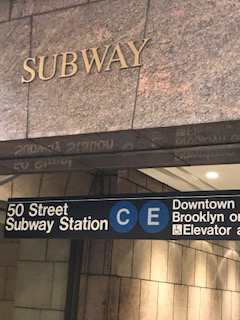 SUBWAY
50 Street
Subway Station
C E
Downtown
Brooklyn
Elevator